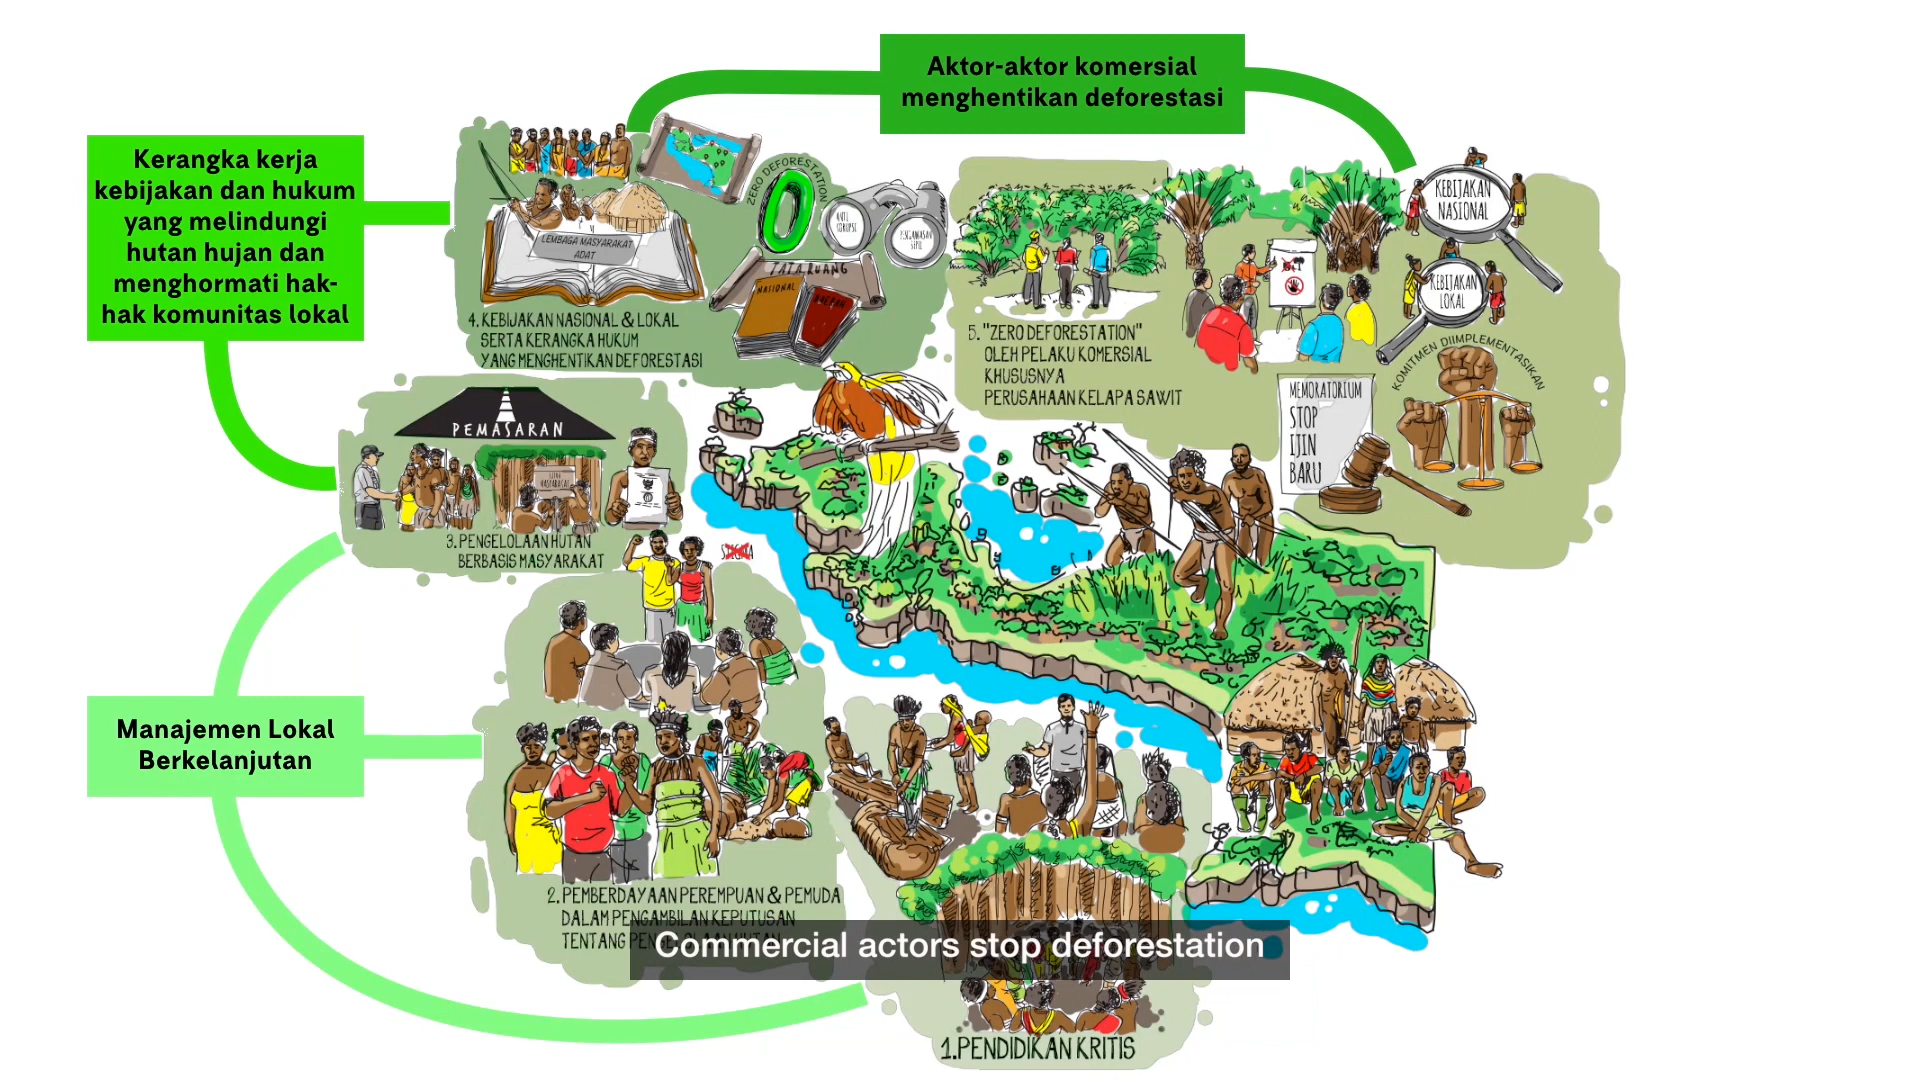 Aktor-aktor komersial
menghentikan deforestasi
Kerangka kerja
kebijakan dan hukum
yang melindungi
hutan hujan dan
menghormati hak-
hak komunitas lokal
Manajemen Lokal
Berkelanjutan
LEMBAGA MASYARAKAT
ADAT
ZERO DEFORESTATION
0
ANTI
KORUPSI
TATA RUANG
NASIONAL
4. KEBIJAKAN NASIONAL & LOKAL
SERTA KERANGKA HUKUM
YANG MENGHENTIKAN DEFORESTASI
KEBIJAKAN
NASIONAL
KEBIJAKAN
LOKAL
5. "ZERO DEFORESTATION"
OLEH PELAKU KOMERSIAL
KHUSUSNYA
PERUSAHAAN KELAPA SAWIT
KOMITMEN DIIMPLEMENTASIKAN
MEMORATORIUM
STOP
IJIN
BARU
PEMASARAN
3. PENGELOLAAN HUTAN
BERBASIS MASYARAKAT
2. PEMBERDAYAAN PEREMPUAN & PEMUDA
DALAM PENGAMBILAN KEPUTUSAN
TENTANG
Commercial actors stop deforestation
1. PENDIDIKAN KRITIS